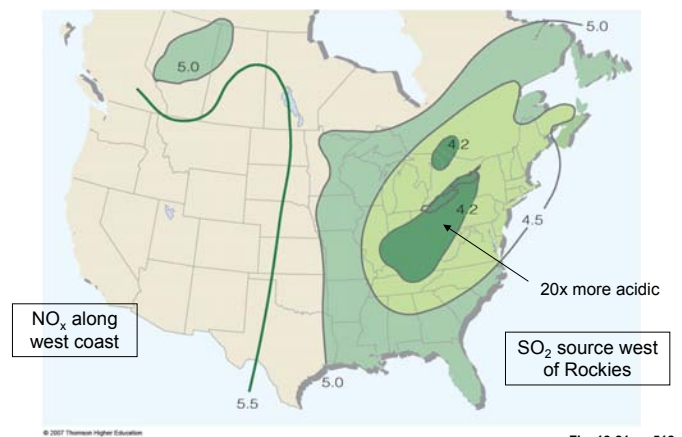 5.0
5.0
4.2
4.2
4.5
20x more acidic
NOx along
west coast
SO2 source west
of Rockies
5.0
5.5
© 2007 Thomson Higher Education